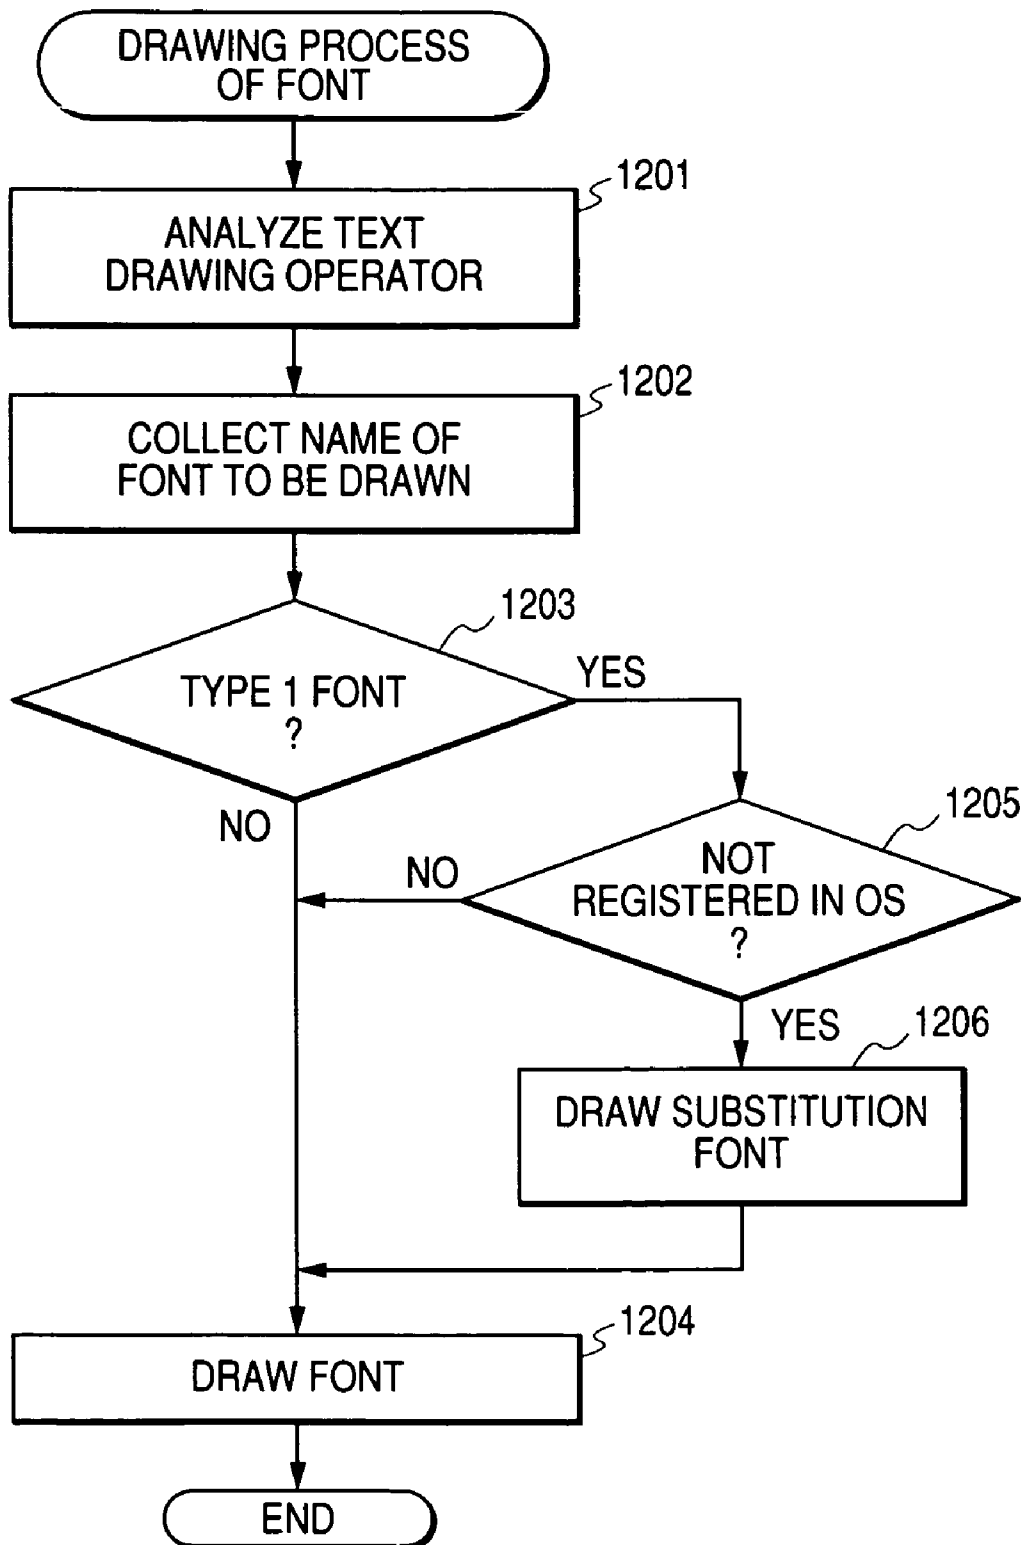 DRAWING PROCESS
OF FONT
1201
ANALYZE TEXT
DRAWING OPERATOR
1202
COLLECT NAME OF
FONT TO BE DRAWN
1203
TYPE 1 FONT
?
YES
NO
1205
NOT
REGISTERED IN OS
?
NO
YES
1206
DRAW SUBSTITUTION
FONT
1204
DRAW FONT
END